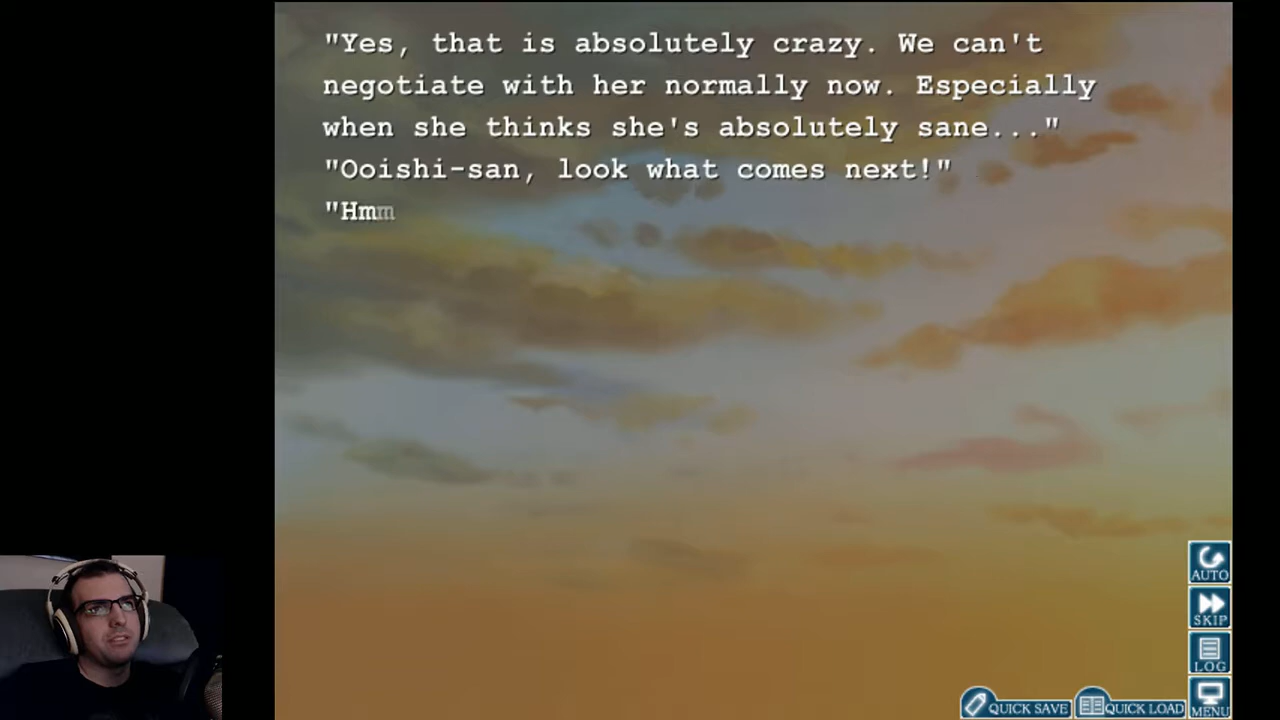 "Yes, that is absolutely crazy. We can't
negotiate with her normally now. Especially
when she thinks she's absolutely sane..."
"Ooishi-san, look what comes next!"
"Hmm
AUTO
SKIP
LOG
MENU
QUICK SAVE
QUICK LOAD